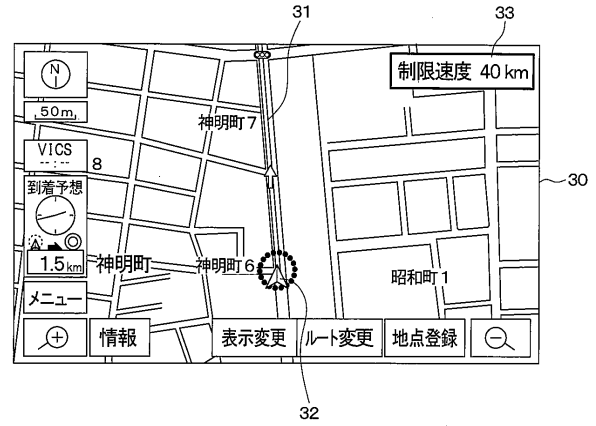 31
33
N
制限速度 40km
50m
神明町7
VICS
--:--
8
30
到着予想
1.5km
神明町
神明町6
昭和町1
メニュー
情報
表示変更
ルート変更
地点登録
32